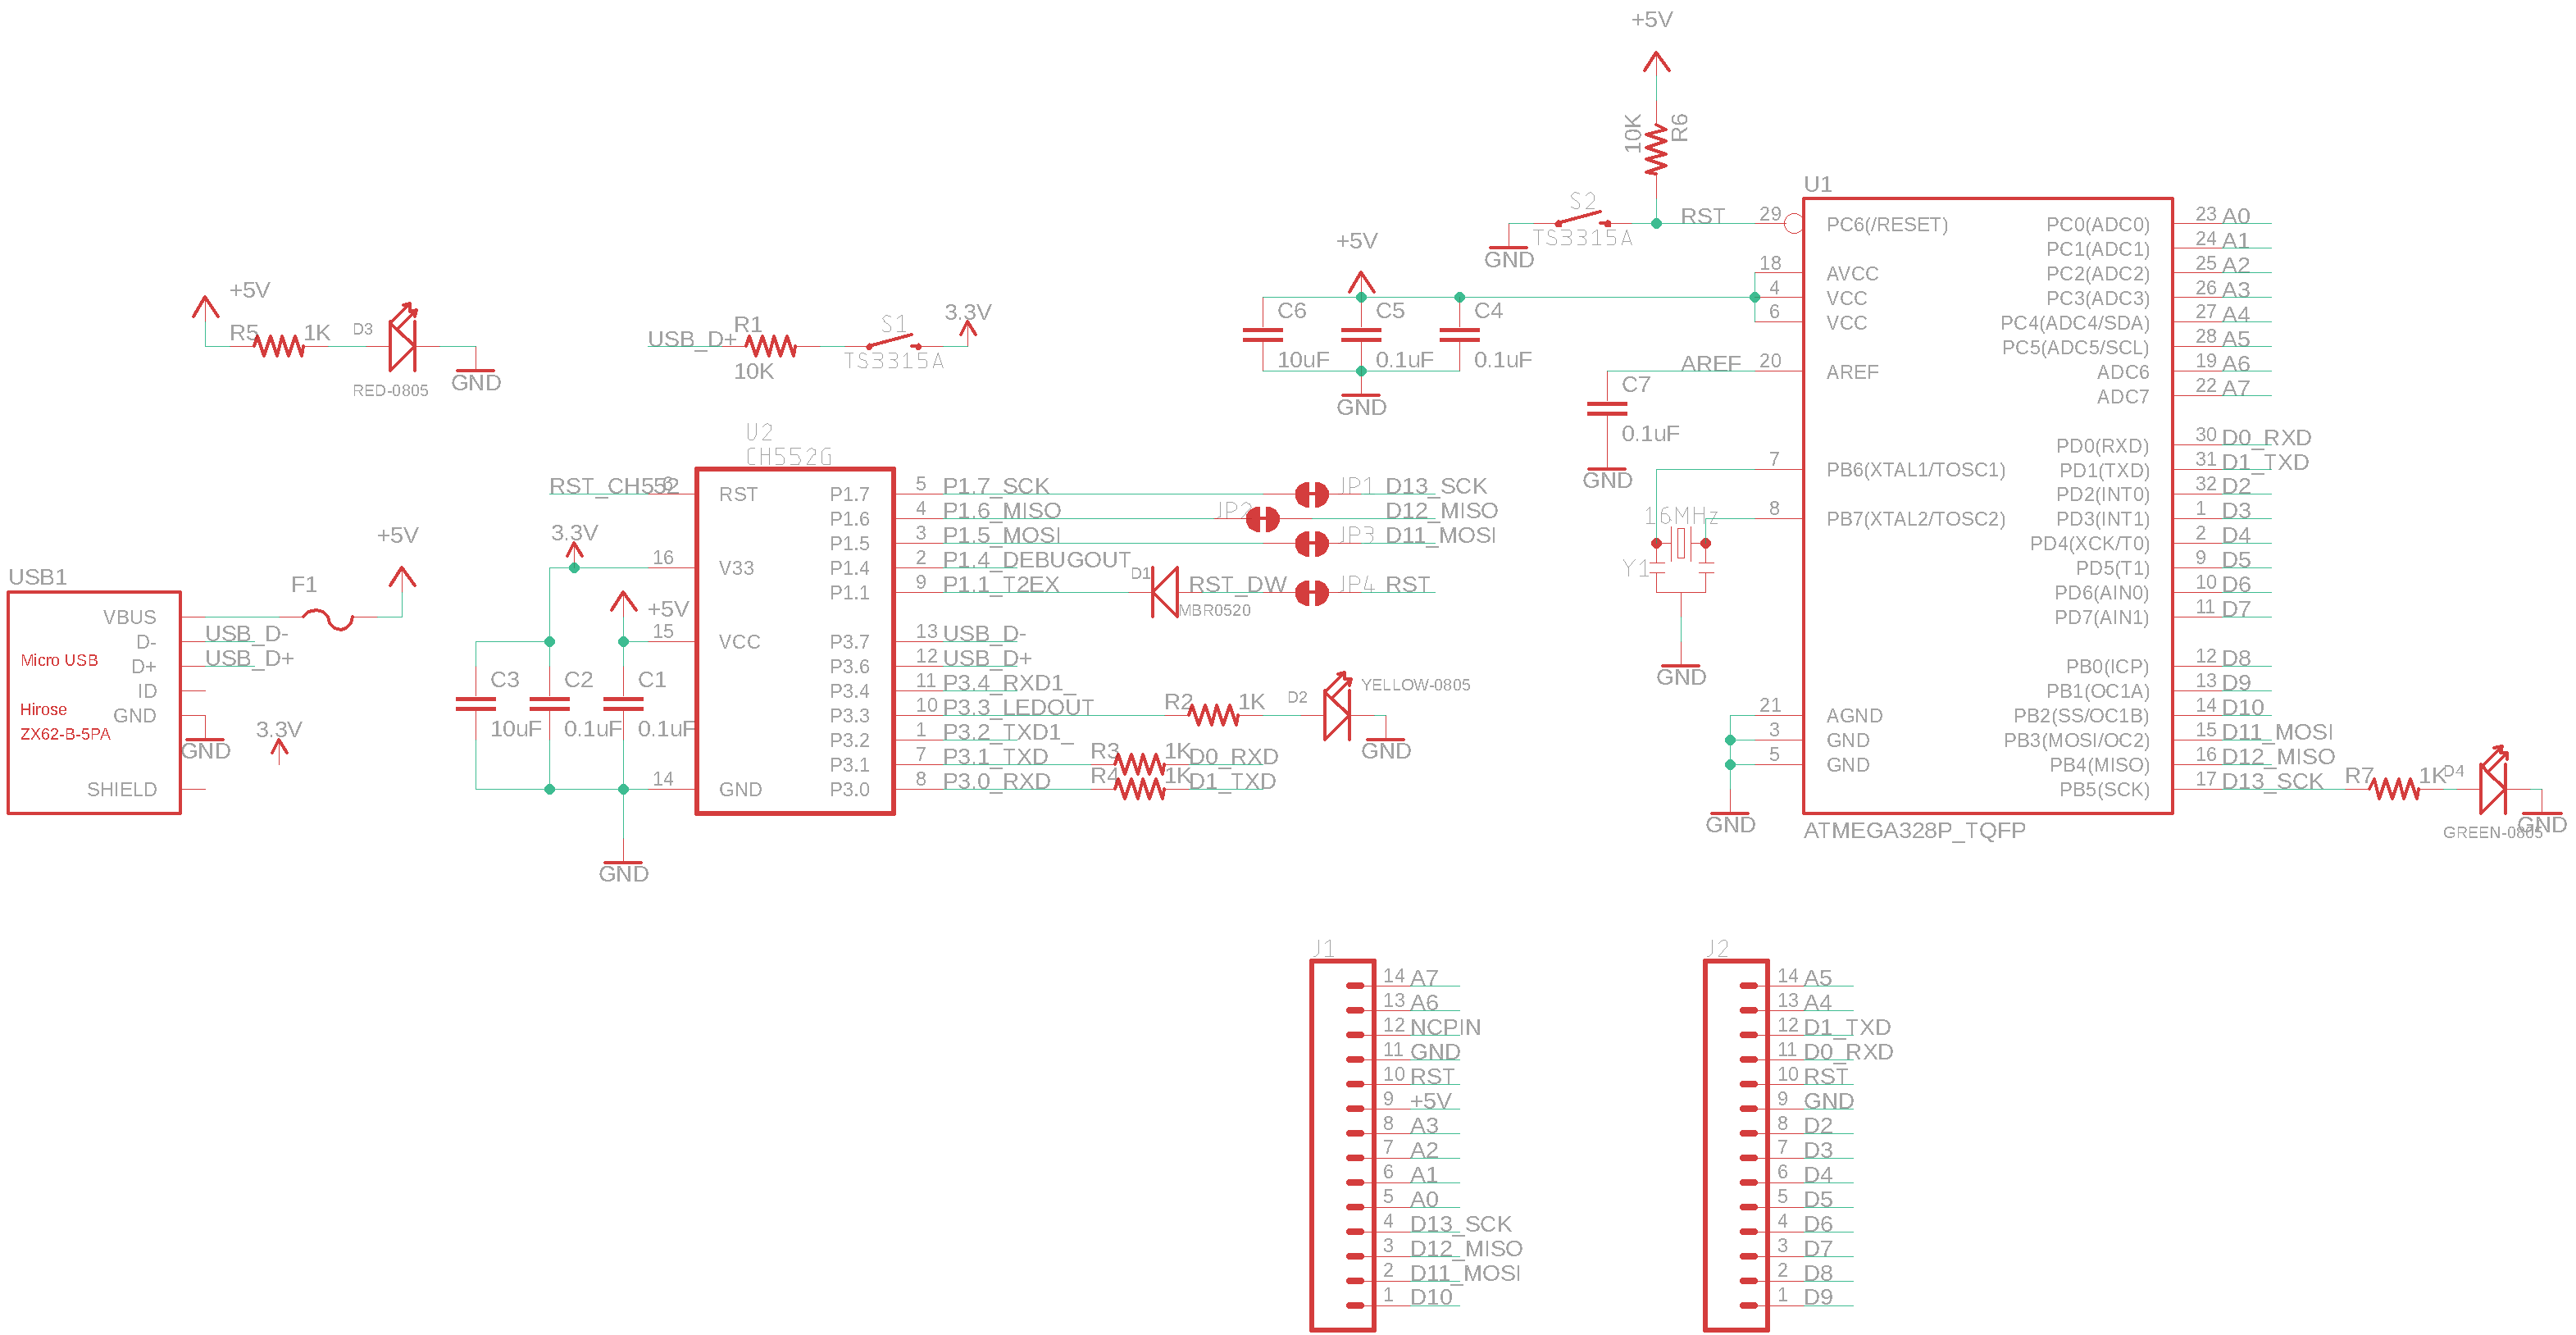 +5V
10K
R6
S2
TS3315A
GND
RST
+5V
C6
10uF
C5
0.1uF
C4
0.1uF
GND
AREF
C7
0.1uF
GND
16MHz
Y1
GND
GND
U1
29 PC6(/RESET)
18 AVCC
4 VCC
6 VCC
20 AREF
7 PB6(XTAL1/TOSC1)
8 PB7(XTAL2/TOSC2)
21 AGND
3 GND
5 GND
PC0(ADC0) 23 A0
PC1(ADC1) 24 A1
PC2(ADC2) 25 A2
PC3(ADC3) 26 A3
PC4(ADC4/SDA) 27 A4
PC5(ADC5/SCL) 28 A5
ADC6 19 A6
ADC7 22 A7
PD0(RXD) 30 D0_RXD
PD1(TXD) 31 D1_TXD
PD2(INT0) 32 D2
PD3(INT1) 1 D3
PD4(XCK/T0) 2 D4
PD5(T1) 9 D5
PD6(AIN0) 10 D6
PD7(AIN1) 11 D7
PB0(ICP) 12 D8
PB1(OC1A) 13 D9
PB2(SS/OC1B) 14 D10
PB3(MOSI/OC2) 15 D11_MOSI
PB4(MISO) 16 D12_MISO
PB5(SCK) 17 D13_SCK
R7 1K D4
GREEN-0805
GND
ATMEGA328P_TQFP
+5V
R5 1K
D3
RED-0805
GND
USB_D+
R1
10K
S1
TS3315A
3.3V
USB1
Micro USB
Hirose
ZX62-B-5PA
VBUS
D- USB_D-
D+ USB_D+
ID
GND
SHIELD
F1
+5V
GND
3.3V
U2
CH552G
RST_CH552 6 RST
3.3V
16 V33
+5V
15 VCC
14 GND
C3
10uF
C2
0.1uF
C1
0.1uF
GND
P1.7 5 P1.7_SCK JP1 D13_SCK
P1.6 4 P1.6_MISO JP2 D12_MISO
P1.5 3 P1.5_MOSI JP3 D11_MOSI
P1.4 2 P1.4_DEBUGOUT
P1.1 9 P1.1_T2EX D1 RST_DW JP4 RST
MBR0520
P3.7 13 USB_D-
P3.6 12 USB_D+
P3.4 11 P3.4_RXD1_
P3.3 10 P3.3_LEDOUT R2 1K D2
YELLOW-0805
GND
P3.2 1 P3.2_TXD1_
P3.1 7 P3.1_TXD R3 1K D0_RXD
P3.0 8 P3.0_RXD R4 1K D1_TXD
J1
14 A7
13 A6
12 NCPIN
11 GND
10 RST
9 +5V
8 A3
7 A2
6 A1
5 A0
4 D13_SCK
3 D12_MISO
2 D11_MOSI
1 D10
J2
14 A5
13 A4
12 D1_TXD
11 D0_RXD
10 RST
9 GND
8 D2
7 D3
6 D4
5 D5
4 D6
3 D7
2 D8
1 D9